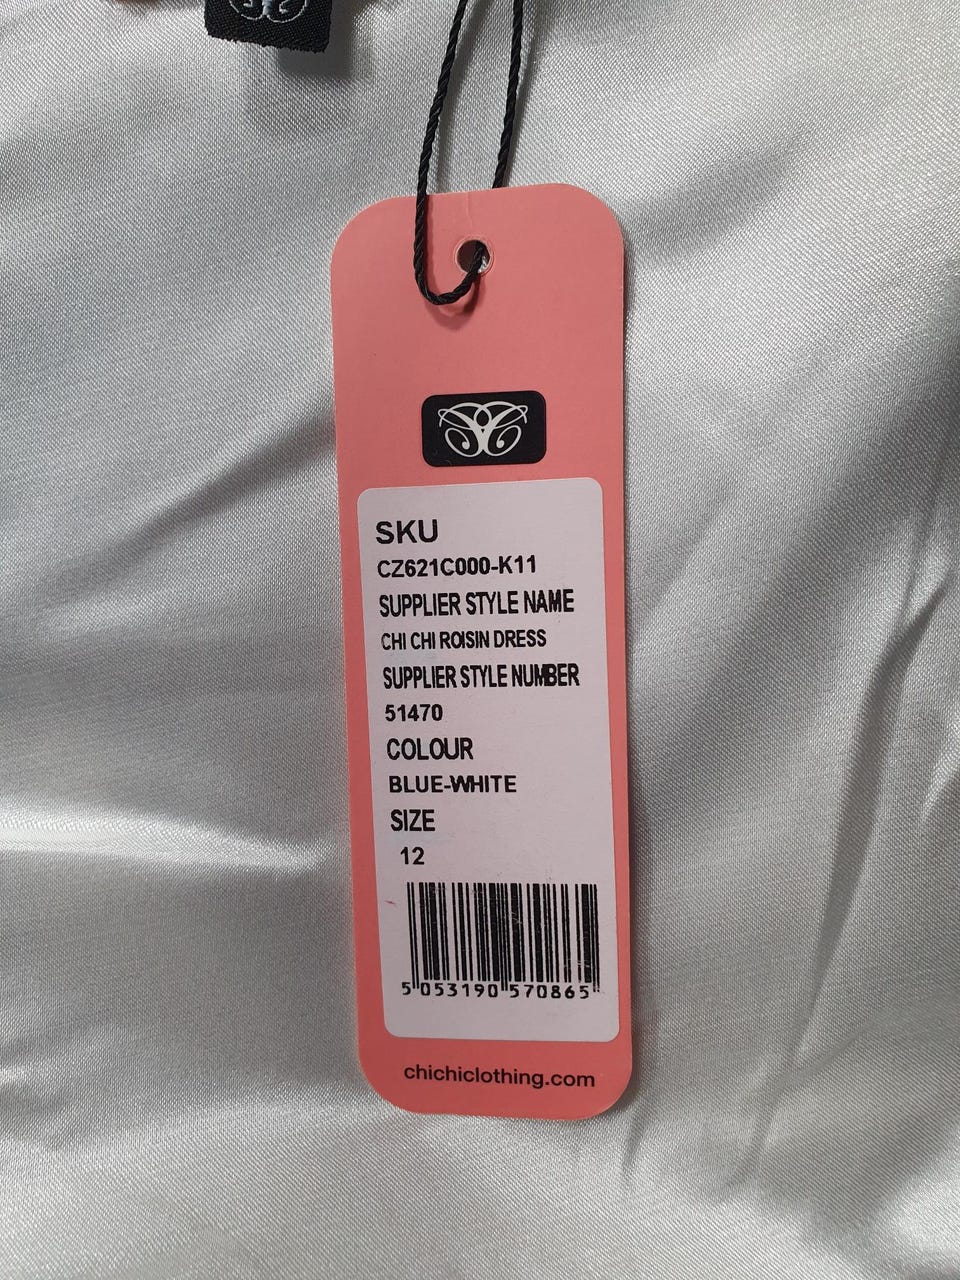 SKU
CZ621C000-K11
SUPPLIER STYLE NAME
CHI CHI ROISIN DRESS
SUPPLIER STYLE NUMBER
51470
COLOUR
BLUE-WHITE
SIZE
12
5 053190 570865
chichiclothing.com